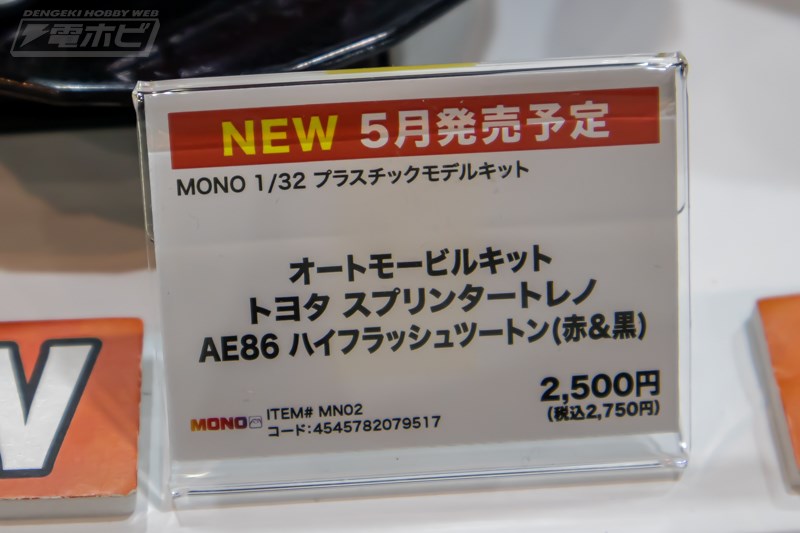 DENGEKI HOBBY WEB
電ホビ
NEW 5月発売予定
MONO 1/32 プラスチックモデルキット
オートモービルキット
トヨタ スプリンタートレノ
AE86 ハイフラッシュツートン(赤&黒)
2,500円
(税込2,750円)
MONO
ITEM# MN02
コード:4545782079517